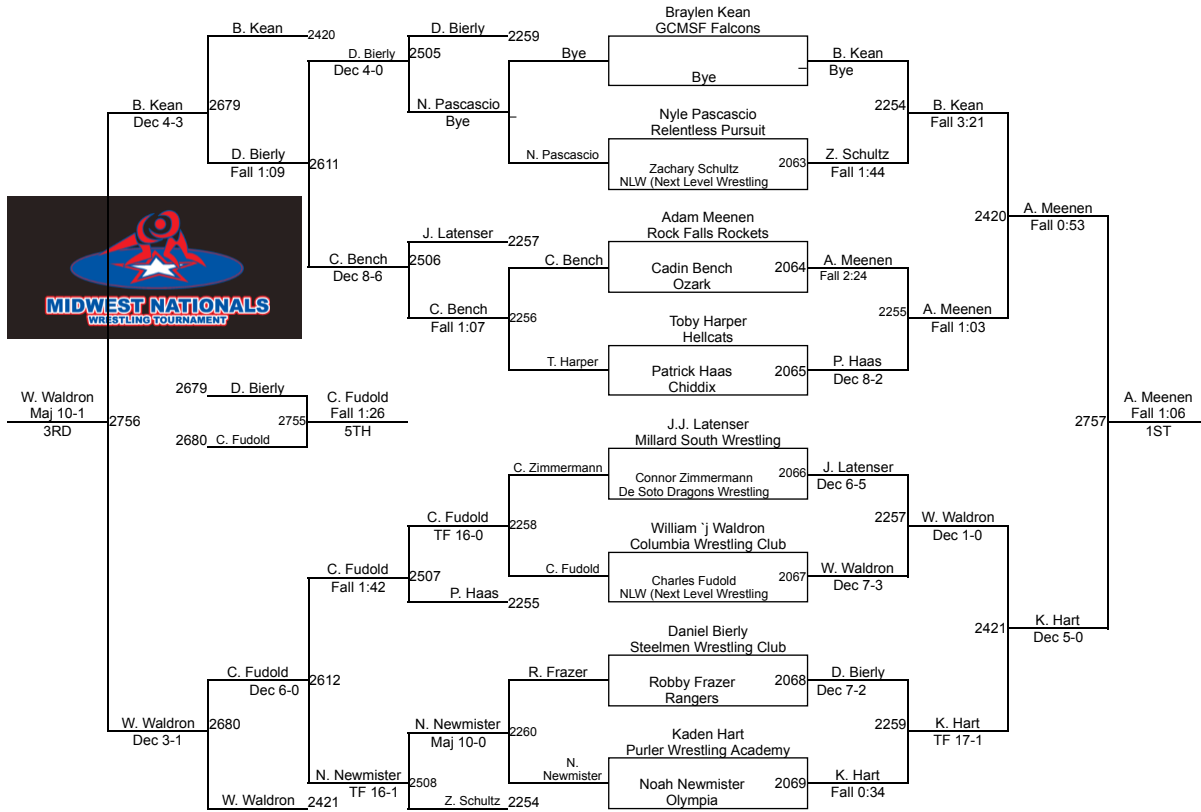 Braylen Kean
GCMSF Falcons
B. Kean
2420
D. Bierly
2259
D. Bierly
2505
Bye
B. Kean
Dec 4-0
Bye
_
Bye
B. Kean
2679
N. Pascascio
_
Nyle Pascascio
2254
B. Kean
Dec 4-3
Bye
Relentless Pursuit
Fall 3:21
D. Bierly
2611
N. Pascascio
Zachary Schultz
2063
Z. Schultz
Fall 1:09
NLW (Next Level Wrestling
Fall 1:44
Adam Meenen
2420
A. Meenen
J. Latenser
2257
Rock Falls Rockets
Fall 0:53
C. Bench
2506
C. Bench
Cadin Bench
2064
A. Meenen
Dec 8-6
Ozark
Fall 2:24
MIDWEST NATIONALS
WRESTLING TOURNAMENT
C. Bench
2256
Toby Harper
2255
A. Meenen
Fall 1:07
Hellcats
Fall 1:03
T. Harper
Patrick Haas
2065
P. Haas
Chiddix
Dec 8-2
W. Waldron
2679
D. Bierly
C. Fudold
A. Meenen
Maj 10-1
2756
2755
Fall 1:26
2757
Fall 1:06
3RD
2680
C. Fudold
5TH
1ST
J.J. Latenser
Millard South Wrestling
C. Zimmermann
Connor Zimmermann
2066
J. Latenser
De Soto Dragons Wrestling
Dec 6-5
C. Fudold
2258
William `j Waldron
2257
W. Waldron
TF 16-0
Columbia Wrestling Club
Dec 1-0
C. Fudold
2507
C. Fudold
Charles Fudold
2067
W. Waldron
Fall 1:42
NLW (Next Level Wrestling
Dec 7-3
P. Haas
2255
Daniel Bierly
2421
K. Hart
Steelmen Wrestling Club
Dec 5-0
C. Fudold
2612
R. Frazer
Robby Frazer
2068
D. Bierly
Dec 6-0
Rangers
Dec 7-2
W. Waldron
2680
N. Newmister
2260
Kaden Hart
2259
K. Hart
Dec 3-1
Maj 10-0
Purler Wrestling Academy
TF 17-1
N. Newmister
2508
N.
Newmister
Noah Newmister
2069
K. Hart
TF 16-1
Olympia
Fall 0:34
W. Waldron
2421
Z. Schultz
2254